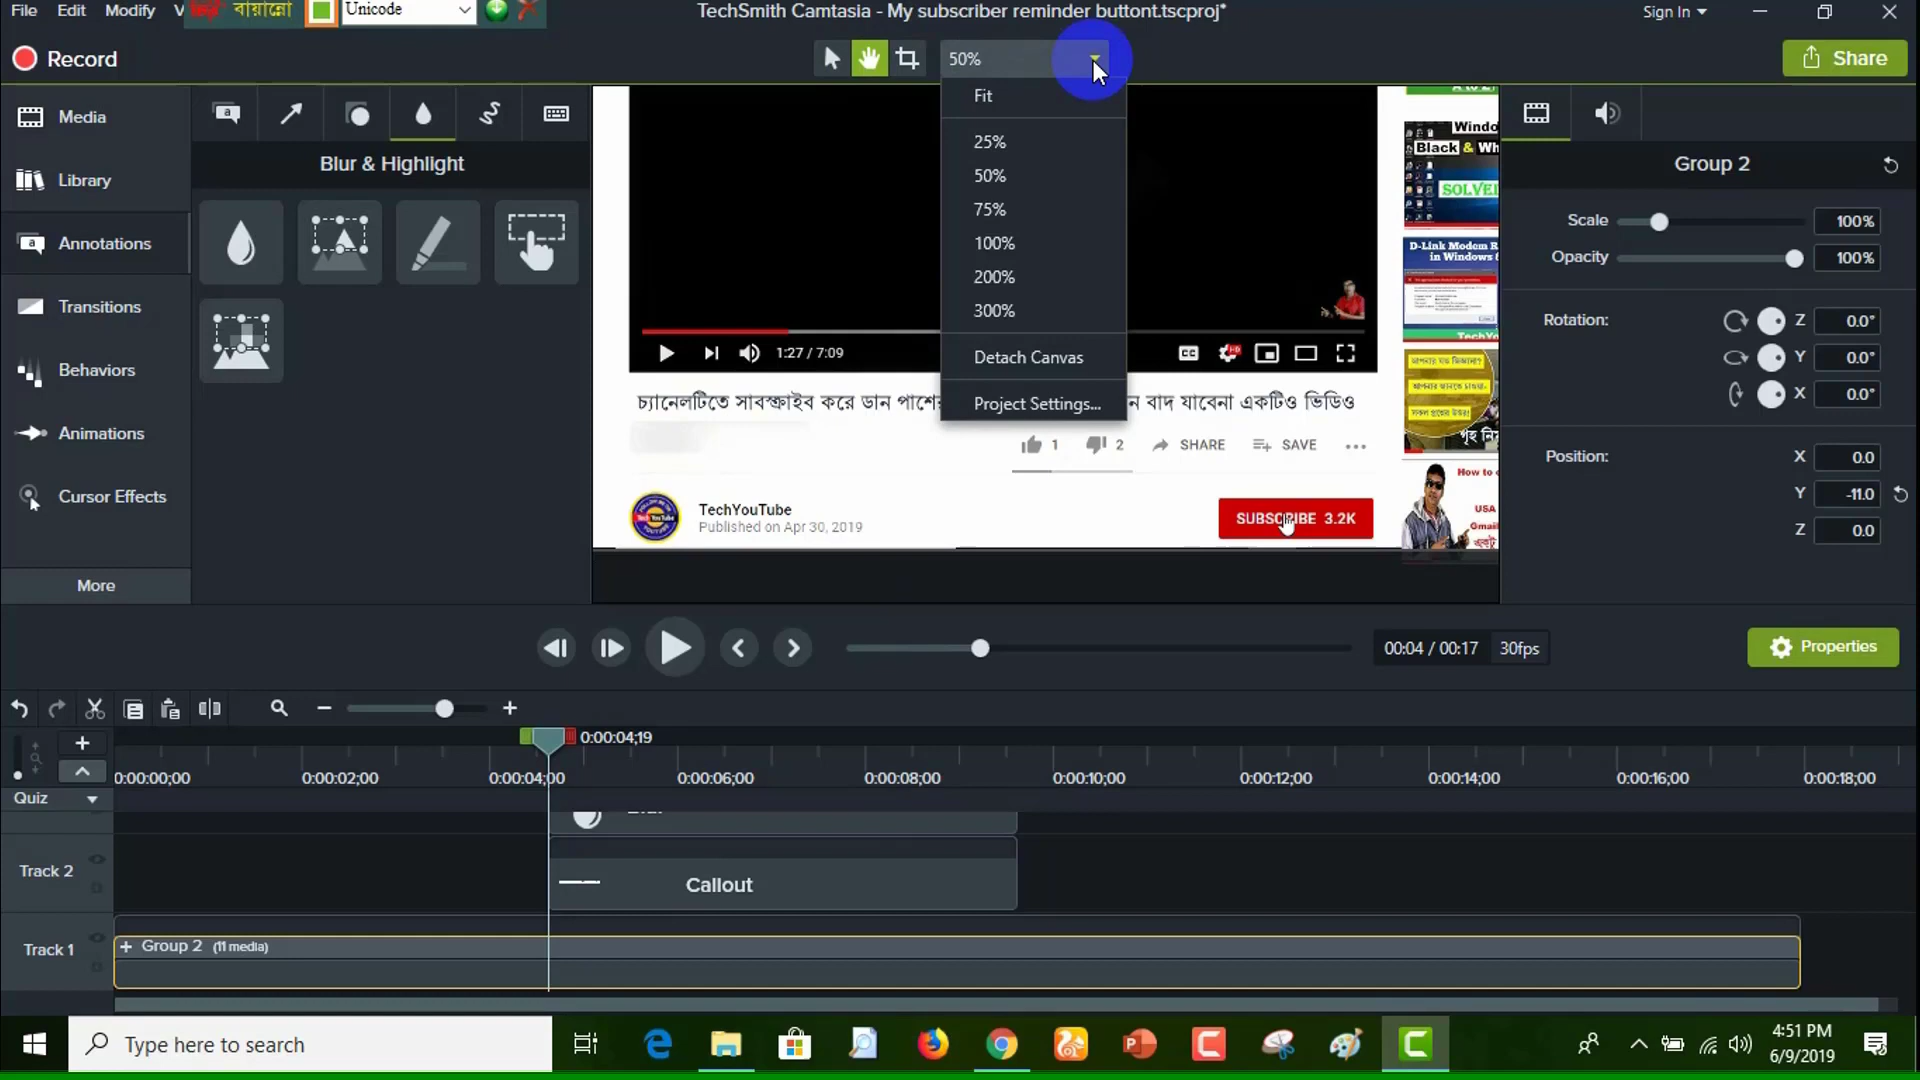 File Edit Modify V
বায়ান্নো
Unicode
TechSmith Camtasia - My subscriber reminder buttont.tscproj*
Sign In
Record
50%
Share
Fit
25%
50%
75%
100%
200%
300%
Detach Canvas
Project Settings...
Media
Library
Annotations
Transitions
Behaviors
Animations
Cursor Effects
More
Blur & Highlight
1:27 / 7:09
চ্যানেলটিতে সাবস্ক্রাইব করে ডান পাশের
ন বাদ যাবেনা একটিও ভিডিও
1 2 SHARE SAVE
TechYouTube
Published on Apr 30, 2019
SUBSCRIBE 3.2K
A to Z!
Windo
Black & Wh
SOLVE
D-Link Modem R
in Windows
TechYo
গৃহ নি
How to
USA
Gmail
একটু
Group 2
Scale 100%
Opacity 100%
Rotation: Z 0.0°
Y 0.0°
X 0.0°
Position: X 0.0
Y -11.0
Z 0.0
00:04 / 00:17 30fps
Properties
0:00:04;19
0:00:00;00 0:00:02;00 0:00:04;00 0:00:06;00 0:00:08;00 0:00:10;00 0:00:12;00 0:00:14;00 0:00:16;00 0:00:18;00
Quiz
Track 2
Callout
Track 1
Group 2 (11 media)
Type here to search
4:51 PM
6/9/2019